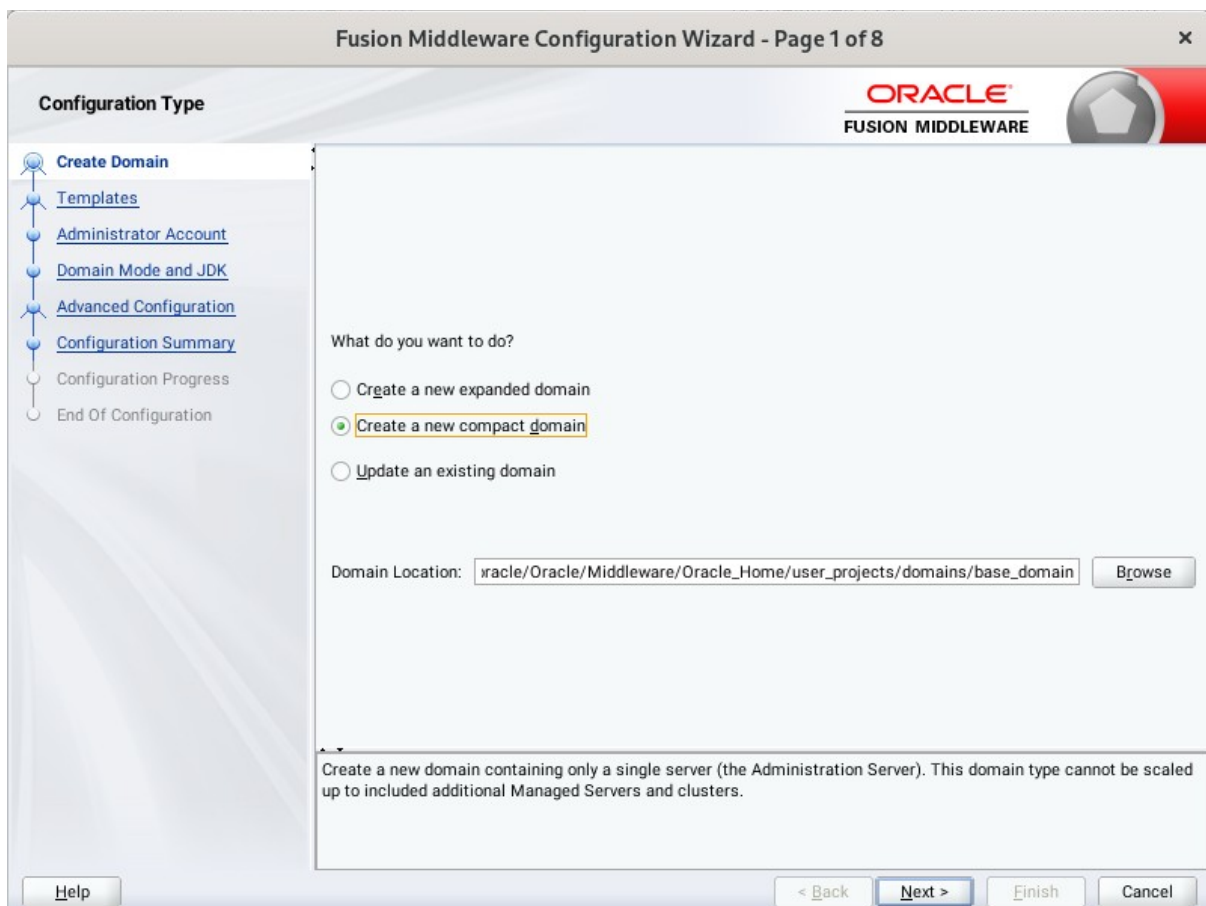 Fusion Middleware Configuration Wizard - Page 1 of 8
Configuration Type
ORACLE
FUSION MIDDLEWARE
Create Domain
Templates
Administrator Account
Domain Mode and JDK
Advanced Configuration
Configuration Summary
Configuration Progress
End Of Configuration
What do you want to do?
Create a new expanded domain
Create a new compact domain
Update an existing domain
Domain Location: racle/Oracle/Middleware/Oracle_Home/user_projects/domains/base_domain Browse
Create a new domain containing only a single server (the Administration Server). This domain type cannot be scaled
up to included additional Managed Servers and clusters.
Help < Back Next > Finish Cancel